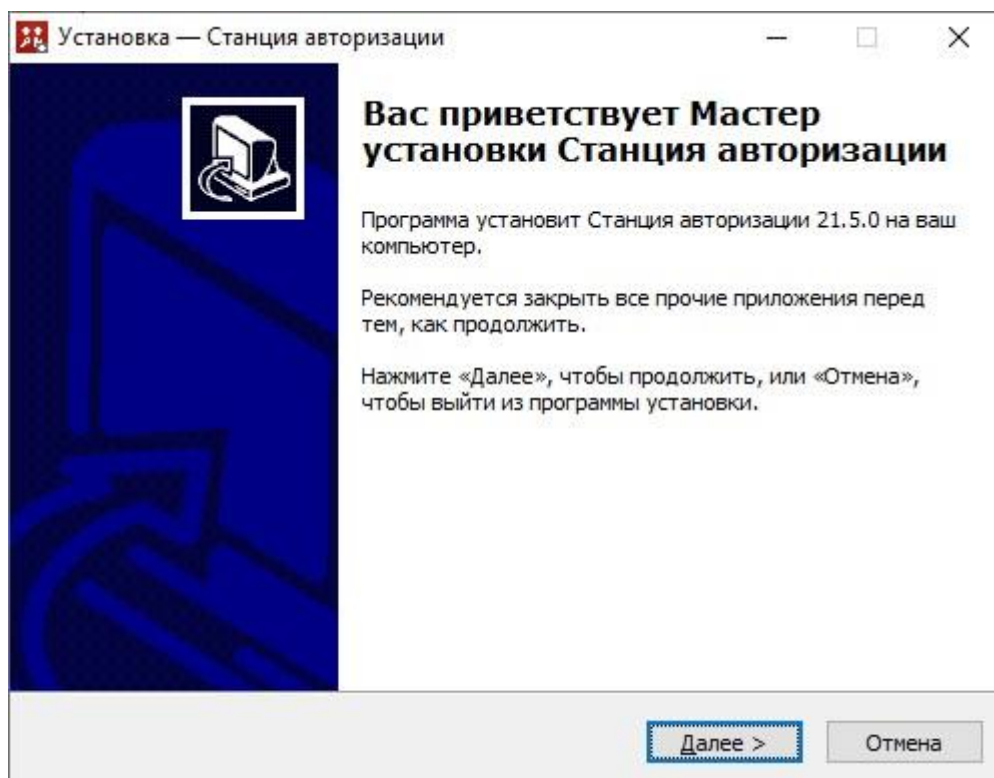 Установка — Станция авторизации
Вас приветствует Мастер
установки Станция авторизации
Программа установит Станция авторизации 21.5.0 на ваш
компьютер.
Рекомендуется закрыть все прочие приложения перед
тем, как продолжить.
Нажмите «Далее», чтобы продолжить, или «Отмена»,
чтобы выйти из программы установки.
Далее >
Отмена